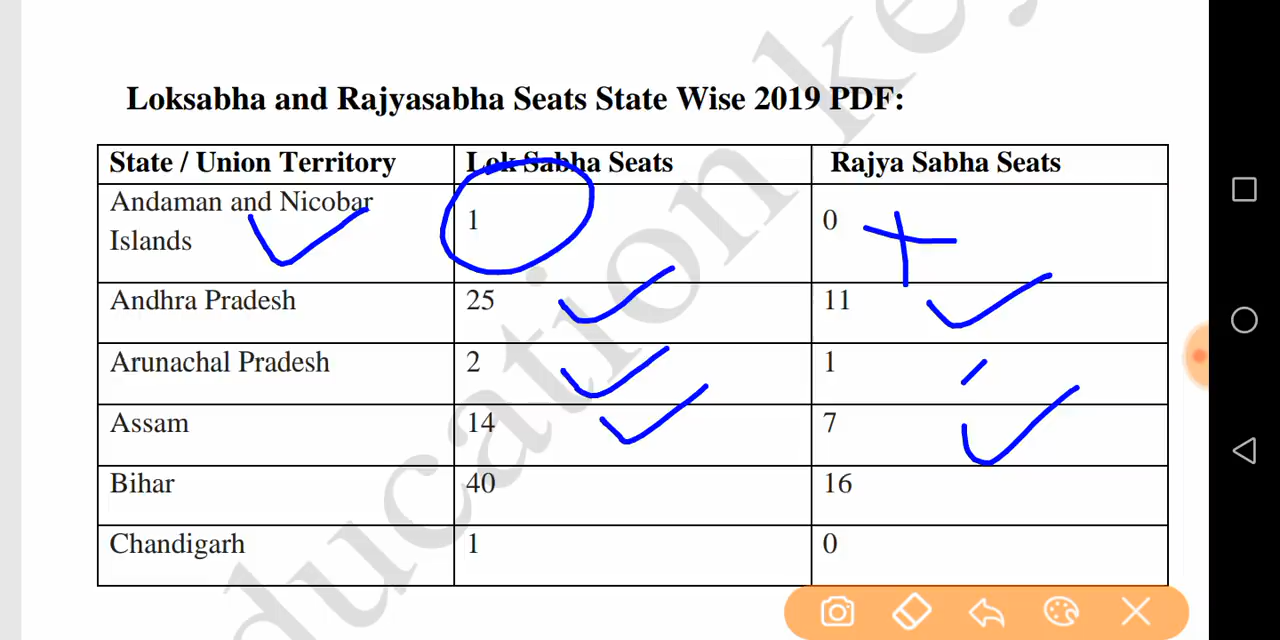 Loksabha and Rajyasabha Seats State Wise 2019 PDF:
State / Union Territory Lok Sabha Seats Rajya Sabha Seats
Andaman and Nicobar Islands 1 0
Andhra Pradesh 25 11
Arunachal Pradesh 2 1
Assam 14 7
Bihar 40 16
Chandigarh 1 0
ducation key